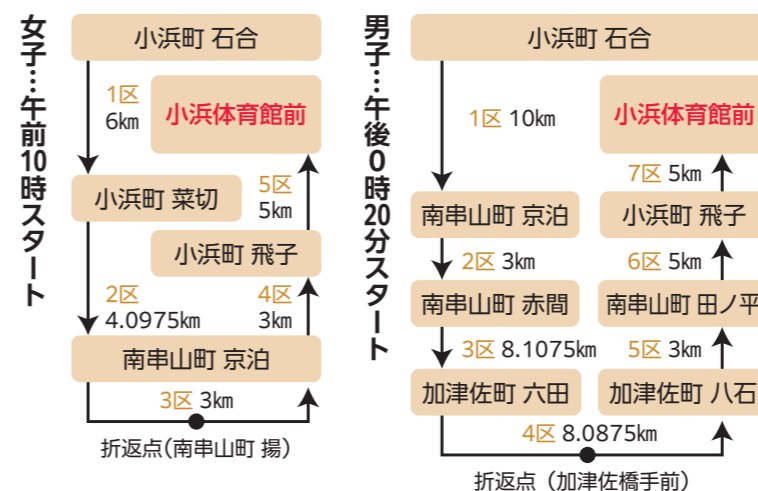 女子…午前10時スタート
小浜町 石合
1区
6km
小浜体育館前
小浜町 菜切
5区
5km
小浜町 飛子
2区
4.0975km
4区
3km
南串山町 京泊
3区 3km
折返点(南串山町 揚)
男子…午後0時20分スタート
小浜町 石合
1区 10km
小浜体育館前
7区 5km
南串山町 京泊
小浜町 飛子
2区 3km
6区 5km
南串山町 赤間
南串山町 田ノ平
3区 8.1075km
5区 3km
加津佐町 六田
加津佐町 八石
4区 8.0875km
折返点（加津佐橋手前）